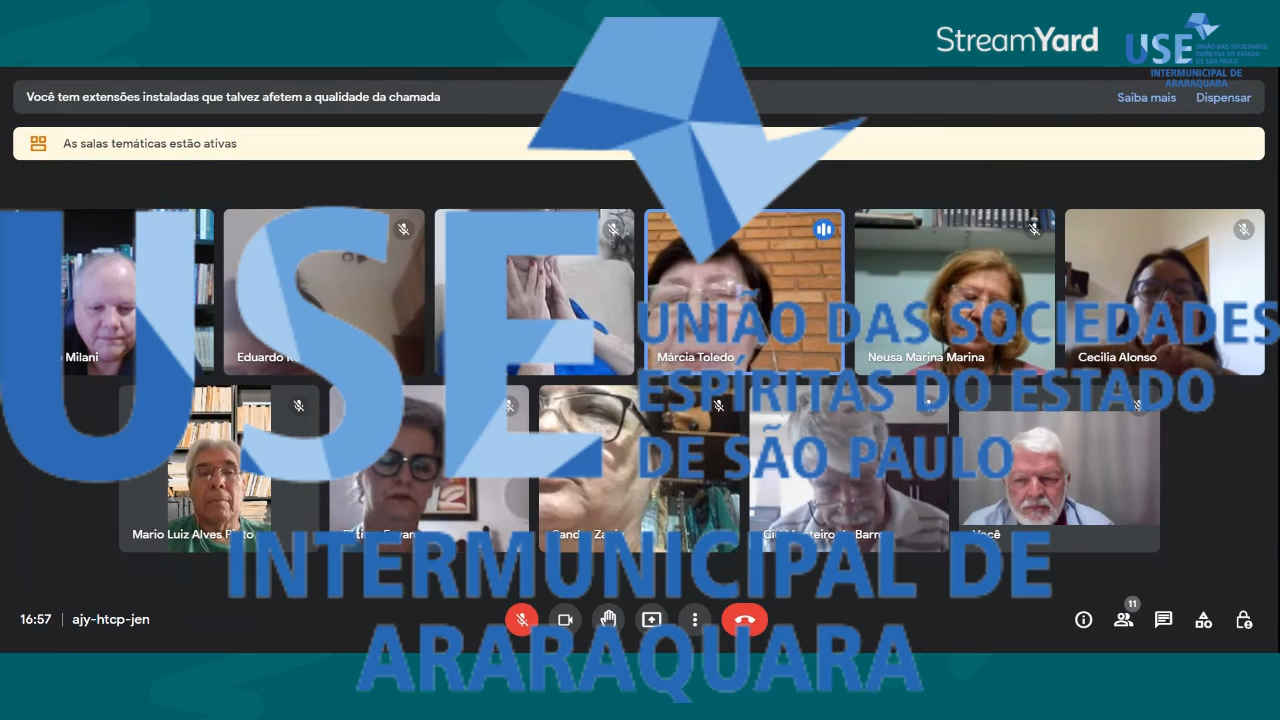 StreamYard
USE
UNIÃO DAS SOCIEDADES
ESPÍRITAS DO ESTADO
DE SÃO PAULO
INTERMUNICIPAL DE
ARARAQUARA
Você tem extensões instaladas que talvez afetem a qualidade da chamada
Saiba mais
Dispensar
As salas temáticas estão ativas
USE
UNIÃO DAS SOCIEDADES
ESPÍRITAS DO ESTADO
DE SÃO PAULO
INTERMUNICIPAL DE
ARARAQUARA
Milani
Eduardo
Márcia Toledo
Neusa Marina Marina
Cecilia Alonso
Mario Luiz Alves
Você
16:57
ajy-htcp-jen
11